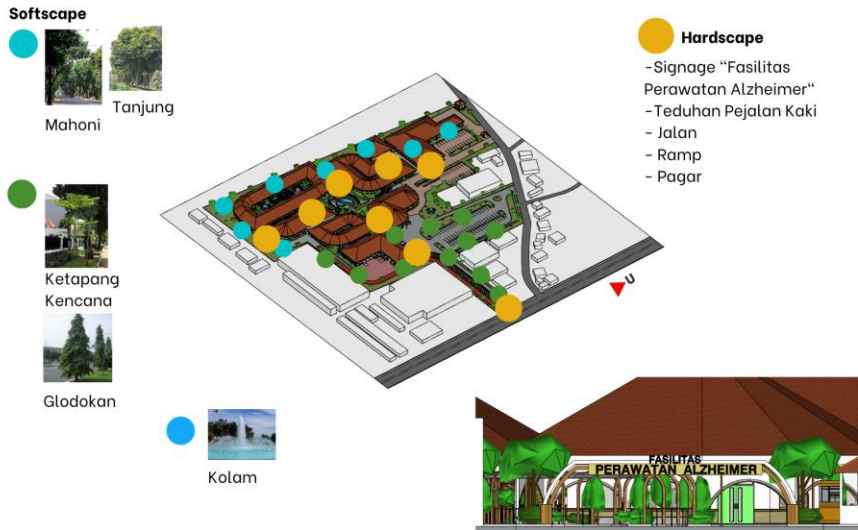 Softscape
Mahoni
Tanjung
Ketapang
Kencana
Glodokan
Kolam
Hardscape
-Signage “Fasilitas
Perawatan Alzheimer“
-Teduhan Pejalan Kaki
- Jalan
- Ramp
- Pagar
U
FASILITAS
PERAWATAN ALZHEIMER